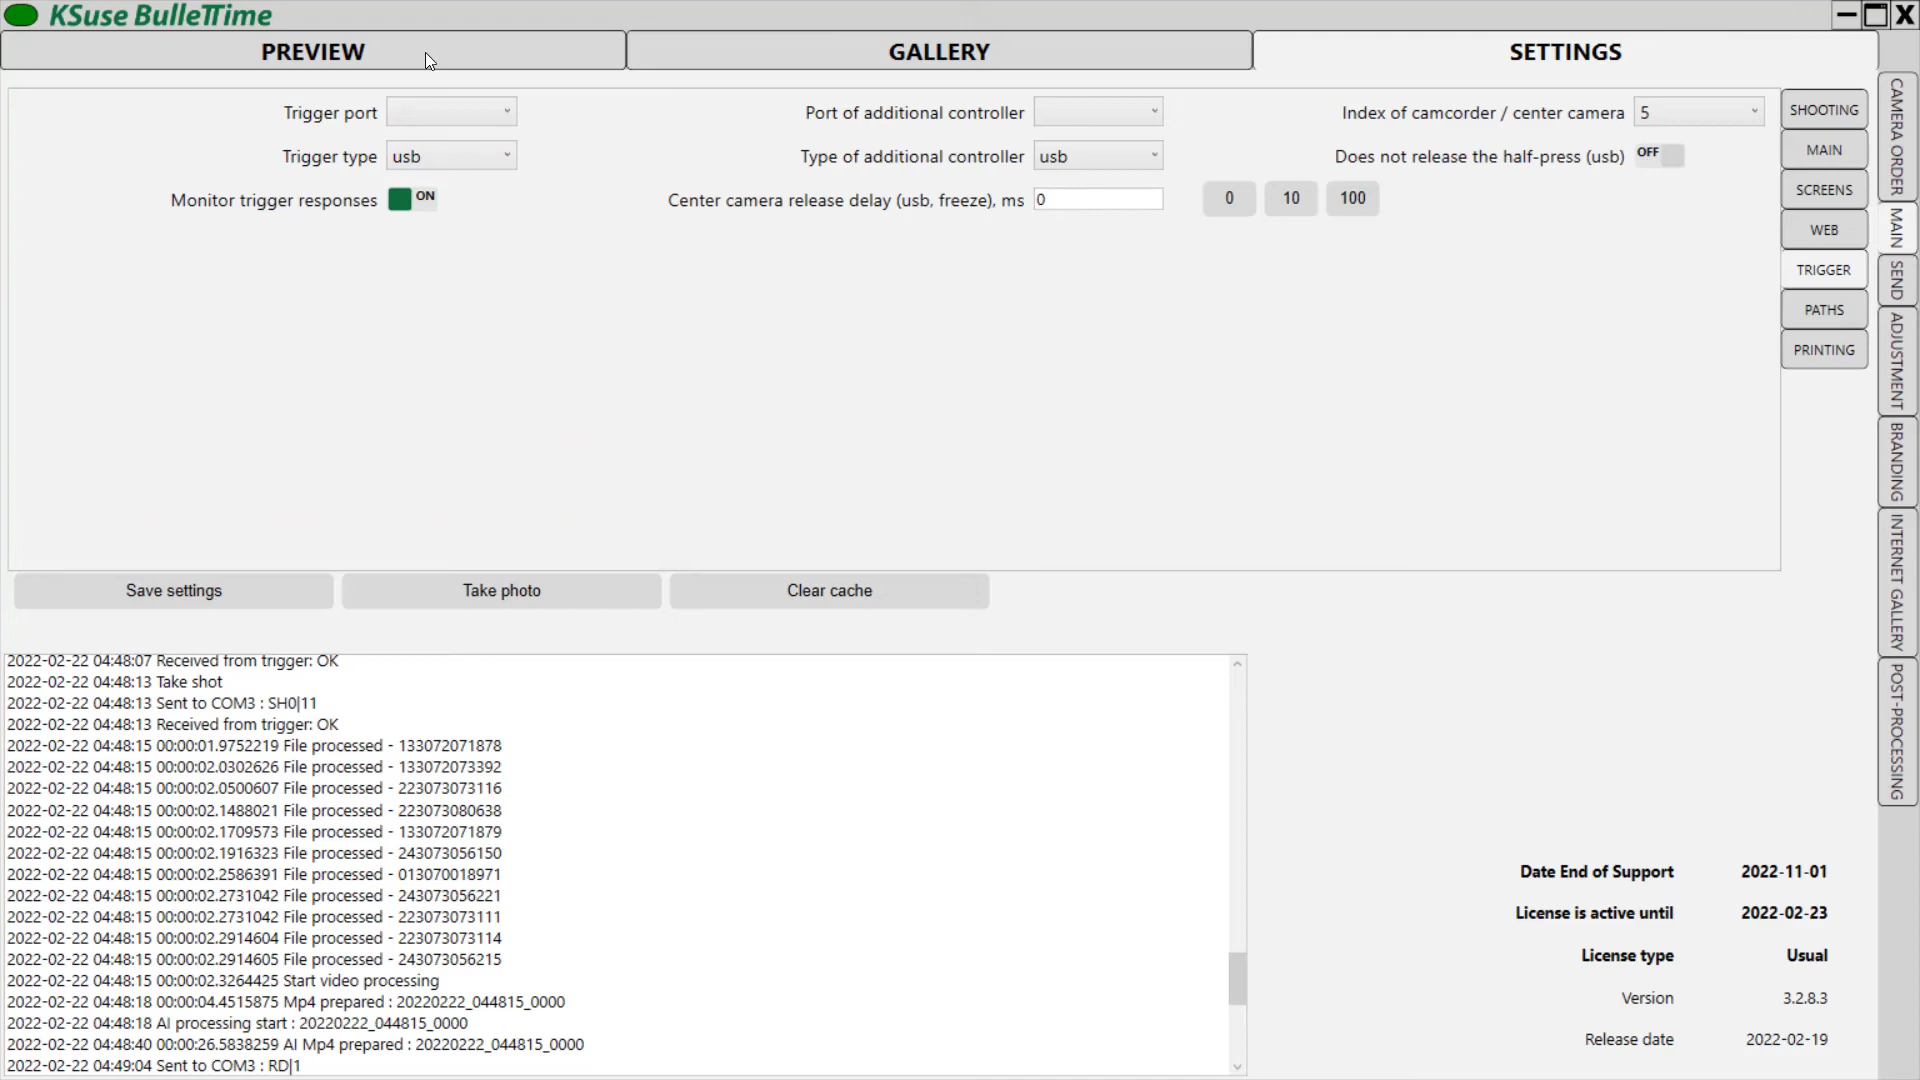 KSuse BulleTime
PREVIEW
GALLERY
SETTINGS
Trigger port
Port of additional controller
Index of camcorder / center camera
5
Trigger type
usb
Type of additional controller
usb
Does not release the half-press (usb)
OFF
Monitor trigger responses
ON
Center camera release delay (usb, freeze), ms
0
0
10
100
SHOOTING
MAIN
SCREENS
WEB
TRIGGER
PATHS
PRINTING
CAMERA ORDER
MAIN
SEND
ADJUSTMENT
BRANDING
INTERNET GALLERY
POST-PROCESSING
Save settings
Take photo
Clear cache
2022-02-22 04:48:07 Received from trigger: OK
2022-02-22 04:48:13 Take shot
2022-02-22 04:48:13 Sent to COM3 : SH0|11
2022-02-22 04:48:13 Received from trigger: OK
2022-02-22 04:48:15 00:00:01.9752219 File processed - 133072071878
2022-02-22 04:48:15 00:00:02.0302626 File processed - 133072073392
2022-02-22 04:48:15 00:00:02.0500607 File processed - 223073073116
2022-02-22 04:48:15 00:00:02.1488021 File processed - 223073080638
2022-02-22 04:48:15 00:00:02.1709573 File processed - 133072071879
2022-02-22 04:48:15 00:00:02.1916323 File processed - 243073056150
2022-02-22 04:48:15 00:00:02.2586391 File processed - 013070018971
2022-02-22 04:48:15 00:00:02.2731042 File processed - 243073056221
2022-02-22 04:48:15 00:00:02.2731042 File processed - 223073073111
2022-02-22 04:48:15 00:00:02.2914604 File processed - 223073073114
2022-02-22 04:48:15 00:00:02.2914605 File processed - 243073056215
2022-02-22 04:48:15 00:00:02.3264425 Start video processing
2022-02-22 04:48:18 00:00:04.4515875 Mp4 prepared : 20220222_044815_0000
2022-02-22 04:48:18 AI processing start : 20220222_044815_0000
2022-02-22 04:48:40 00:00:26.5838259 AI Mp4 prepared : 20220222_044815_0000
2022-02-22 04:49:04 Sent to COM3 : RD|1
Date End of Support 2022-11-01
License is active until 2022-02-23
License type Usual
Version 3.2.8.3
Release date 2022-02-19